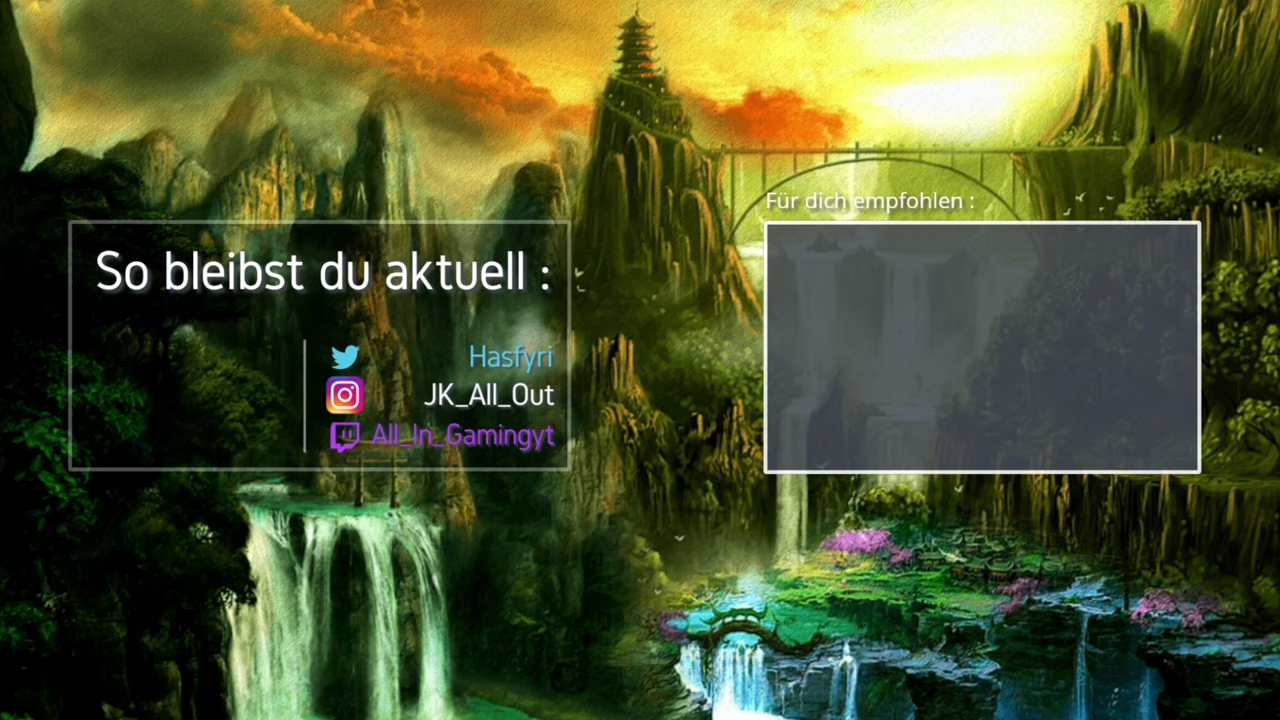 So bleibst du aktuell :
Hasfyri
JK_All_Out
All_In_Gamingyt
Für dich empfohlen :